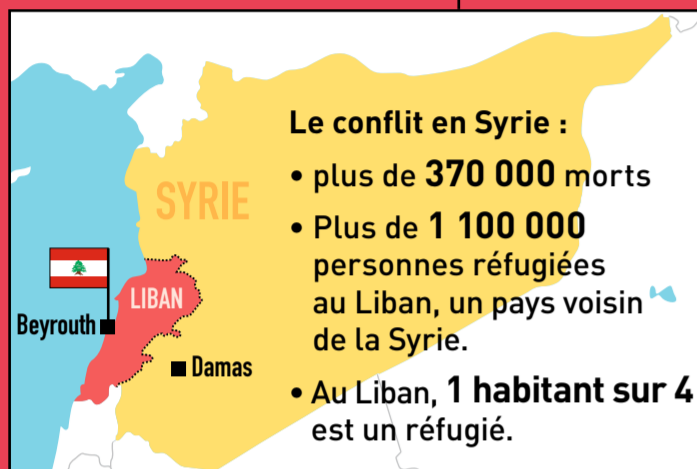 Le conflit en Syrie :
• plus de 370 000 morts
• Plus de 1 100 000
personnes réfugiées
au Liban, un pays voisin
de la Syrie.
• Au Liban, 1 habitant sur 4
est un réfugié.
SYRIE
LIBAN
Beyrouth
Damas